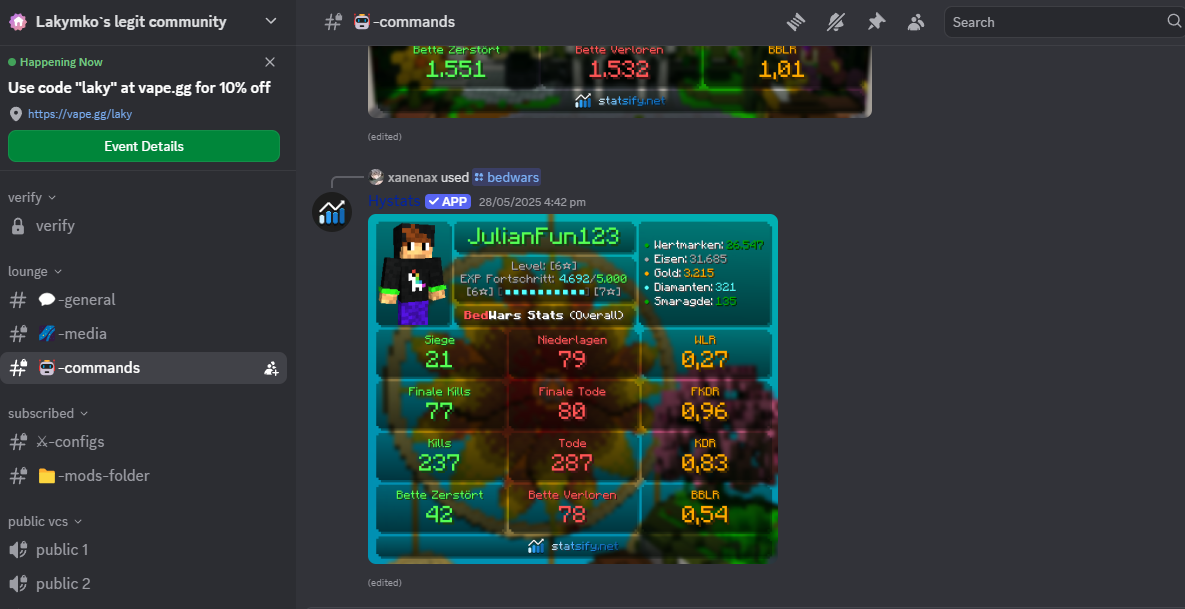 Lakymko`s legit community
Happening Now
Use code "laky" at vape.gg for 10% off
https://vape.gg/laky
Event Details
verify
verify
lounge
-general
-media
-commands
subscribed
-configs
-mods-folder
public vcs
public 1
public 2
-commands
Search
Bette Zerstört Bette Verloren BBLR
1.551 1.532 1,01
statsify.net
(edited)
xanenax used bedwars
Hystats APP 28/05/2025 4:42 pm
JulianFun123
Level: [6☆]
EXP Fortschritt: 4.692/5.000
[6☆] [■■■■■■■■■■] [7☆]
BedWars Stats (Overall)
• Wertmarken: 26.547
• Eisen: 31.685
• Gold: 3.215
• Diamanten: 321
• Smaragde: 135
Siege Niederlagen WLR
21 79 0,27
Finale Kills Finale Tode FKDR
77 80 0,96
Kills Tode KDR
237 287 0,83
Bette Zerstört Bette Verloren BBLR
42 78 0,54
statsify.net
(edited)